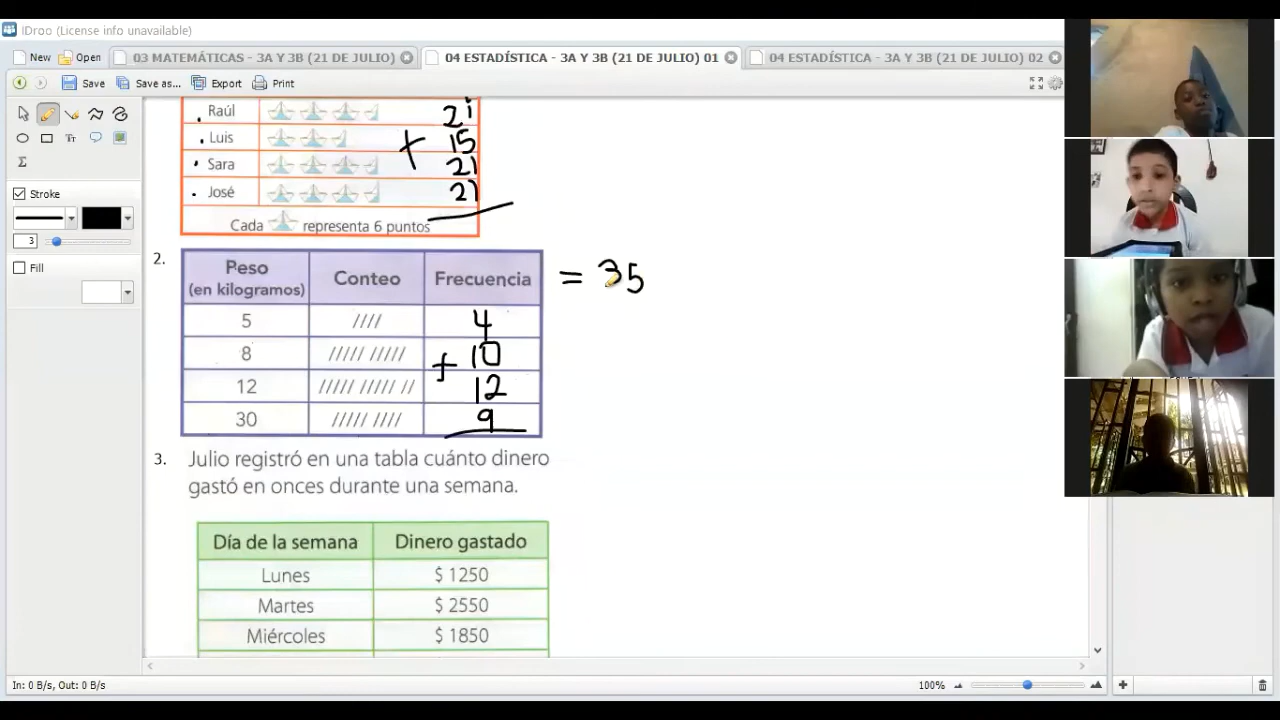 IDroo (License info unavailable)
New Open 03 MATEMÁTICAS - 3A Y 3B (21 DE JULIO) 04 ESTADÍSTICA - 3A Y 3B (21 DE JULIO) 01 04 ESTADÍSTICA - 3A Y 3B (21 DE JULIO) 02
Save Save as... Export Print
Stroke
3
Fill
Raúl 21
Luis + 15
Sara 21
José 21
Cada representa 6 puntos
2.
Peso (en kilogramos) Conteo Frecuencia = 35
5 //// 4
8 ///// ///// + 10
12 ///// ///// // 12
30 ///// //// 9
3. Julio registró en una tabla cuánto dinero
gastó en onces durante una semana.
Día de la semana Dinero gastado
Lunes $ 1250
Martes $ 2550
Miércoles $ 1850
In: 0 B/s, Out: 0 B/s 100%